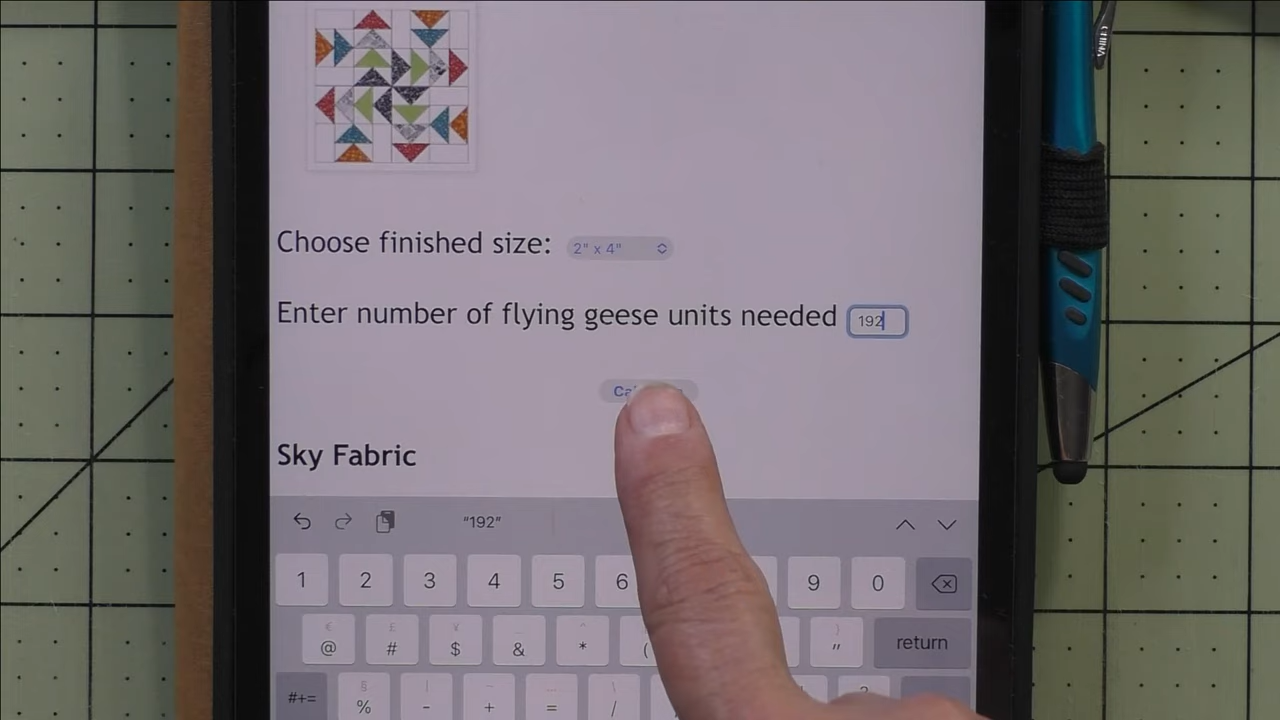 CHINA
Choose finished size: 2" x 4"
Enter number of flying geese units needed 192
Sky Fabric
"192"
1 2 3 4 5 6 9 0
€ £ ¥ _ ^ ]
@ # $ & * ( " return
§ | ~ … \
#+= % - + = / ?